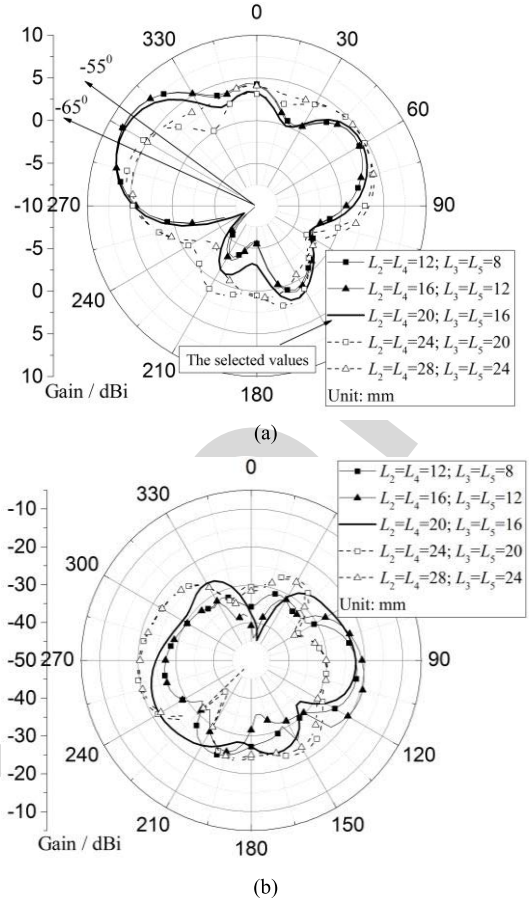 0
10
330
30
-55⁰
5
-65⁰
60
0
-5
-10
270
90
-5
L₂=L₄=12; L₃=L₅=8
240
L₂=L₄=16; L₃=L₅=12
0
L₂=L₄=20; L₃=L₅=16
5
L₂=L₄=24; L₃=L₅=20
The selected values
L₂=L₄=28; L₃=L₅=24
10
210
Unit: mm
Gain / dBi
180
(a)
0
L₂=L₄=12; L₃=L₅=8
-10
330
L₂=L₄=16; L₃=L₅=12
L₂=L₄=20; L₃=L₅=16
-20
L₂=L₄=24; L₃=L₅=20
300
L₂=L₄=28; L₃=L₅=24
-30
Unit: mm
-40
-50
270
90
-40
-30
240
120
-20
210
150
-10
Gain / dBi
180
(b)